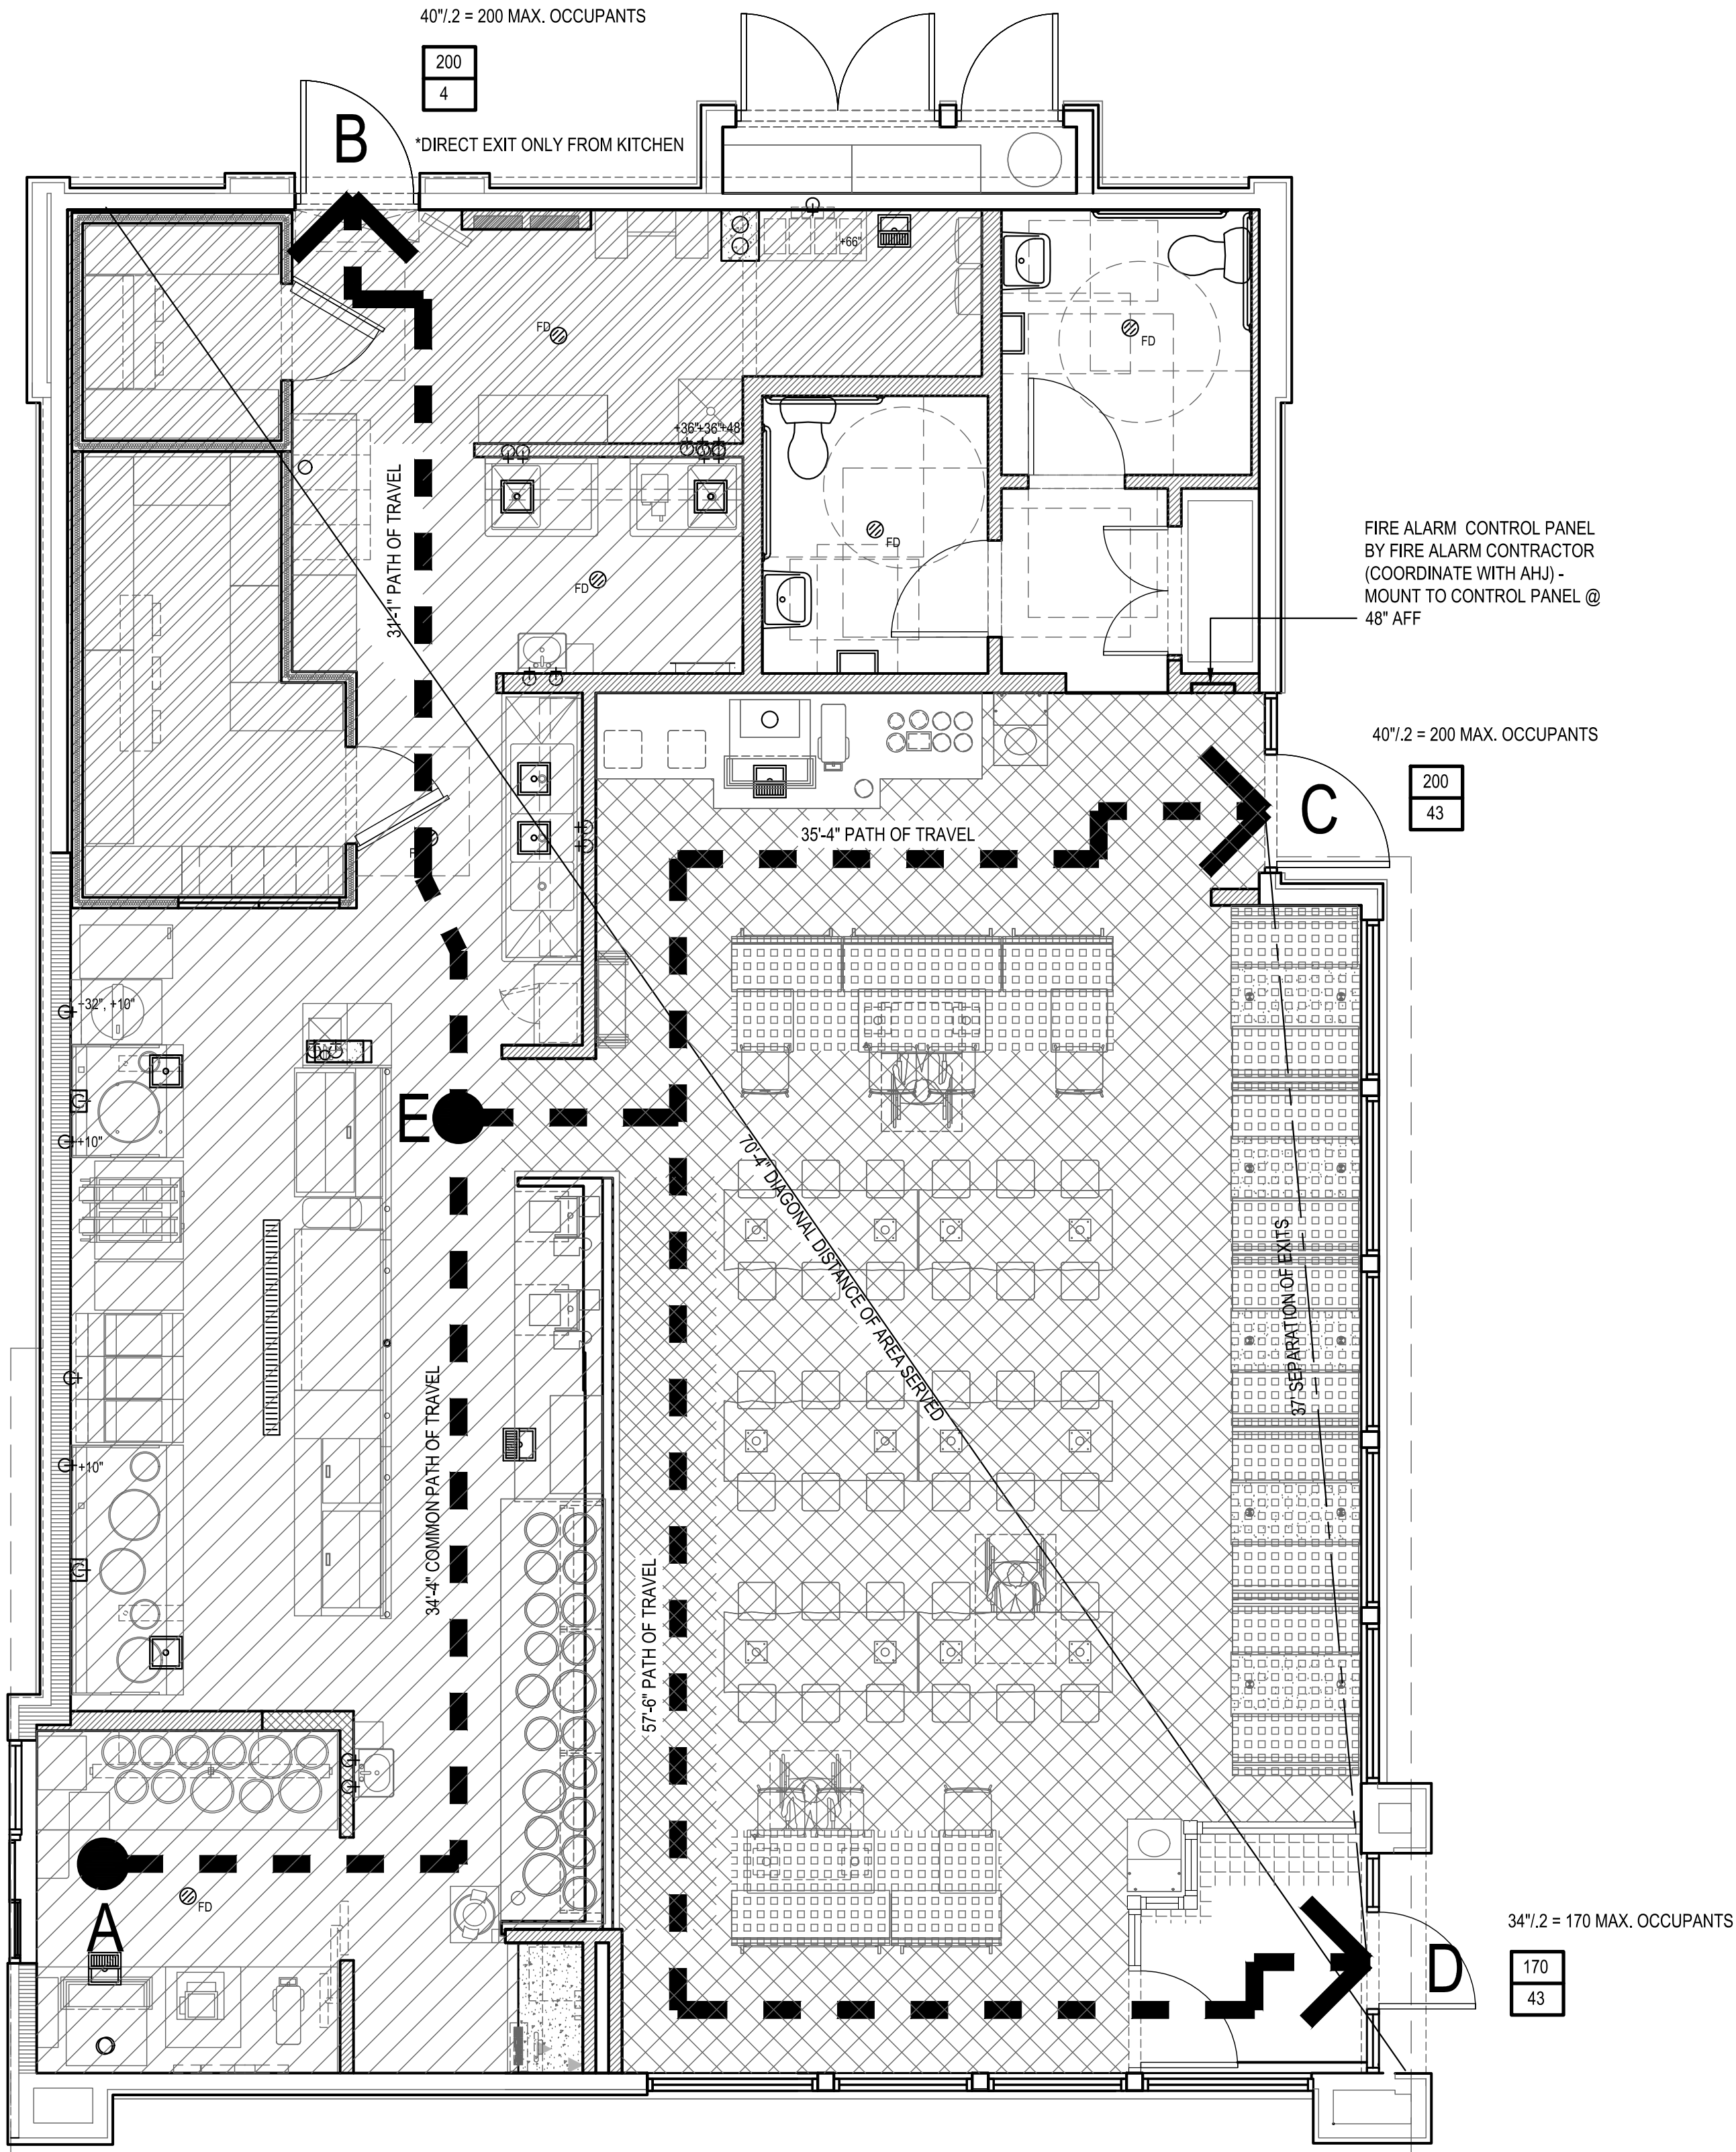 40"/.2 = 200 MAX. OCCUPANTS
200
4
B
*DIRECT EXIT ONLY FROM KITCHEN
+66"
FD
FD
+36"+36"+48"
31'-1" PATH OF TRAVEL
FD
FD
FIRE ALARM CONTROL PANEL
BY FIRE ALARM CONTRACTOR
(COORDINATE WITH AHJ) -
MOUNT TO CONTROL PANEL @
48" AFF
40"/.2 = 200 MAX. OCCUPANTS
200
43
C
35'-4" PATH OF TRAVEL
+10"
E
+10"
70'-4" DIAGONAL DISTANCE OF AREA SERVED
37' SEPARATION OF EXITS
34'-4" COMMON PATH OF TRAVEL
+10"
57'-6" PATH OF TRAVEL
A
FD
34"/.2 = 170 MAX. OCCUPANTS
170
43
D